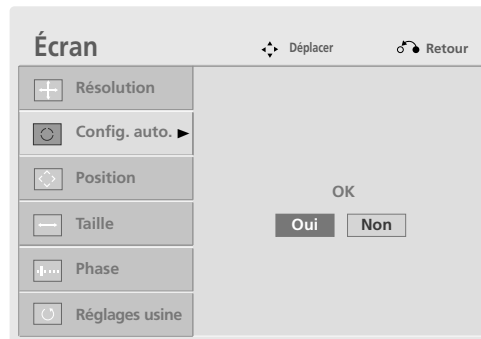 Écran Déplacer Retour
Résolution
Config. auto.
Position
OK
Taille Oui Non
Phase
Réglages usine